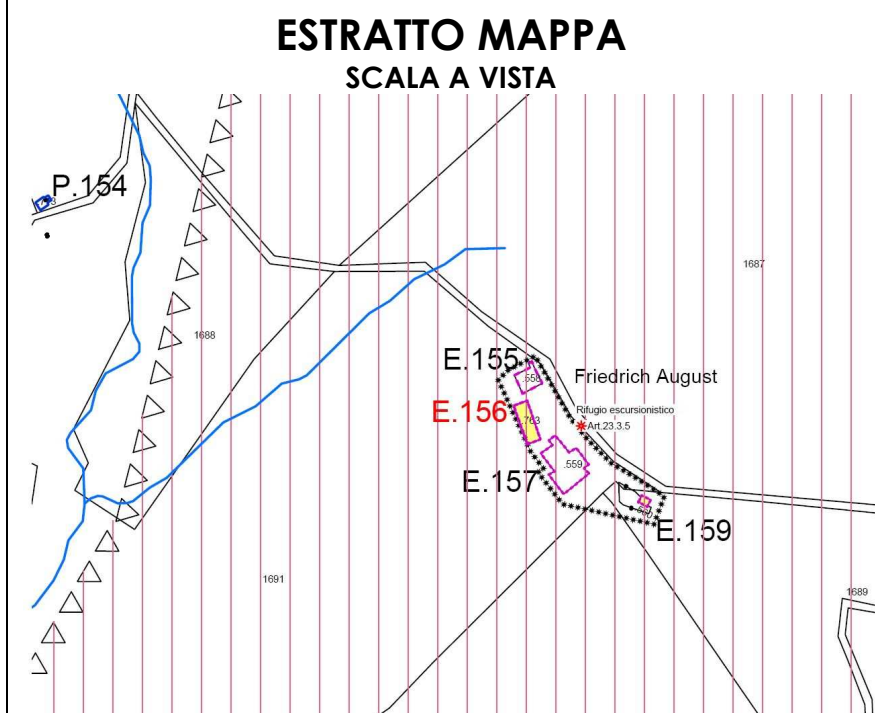 ESTRATTO MAPPA
SCALA A VISTA
P.154
1687
1688
E.155
.558
Friedrich August
E.156
.763
Rifugio escursionistico
Art.23.3.5
E.157
.559
E.159
1691
1689